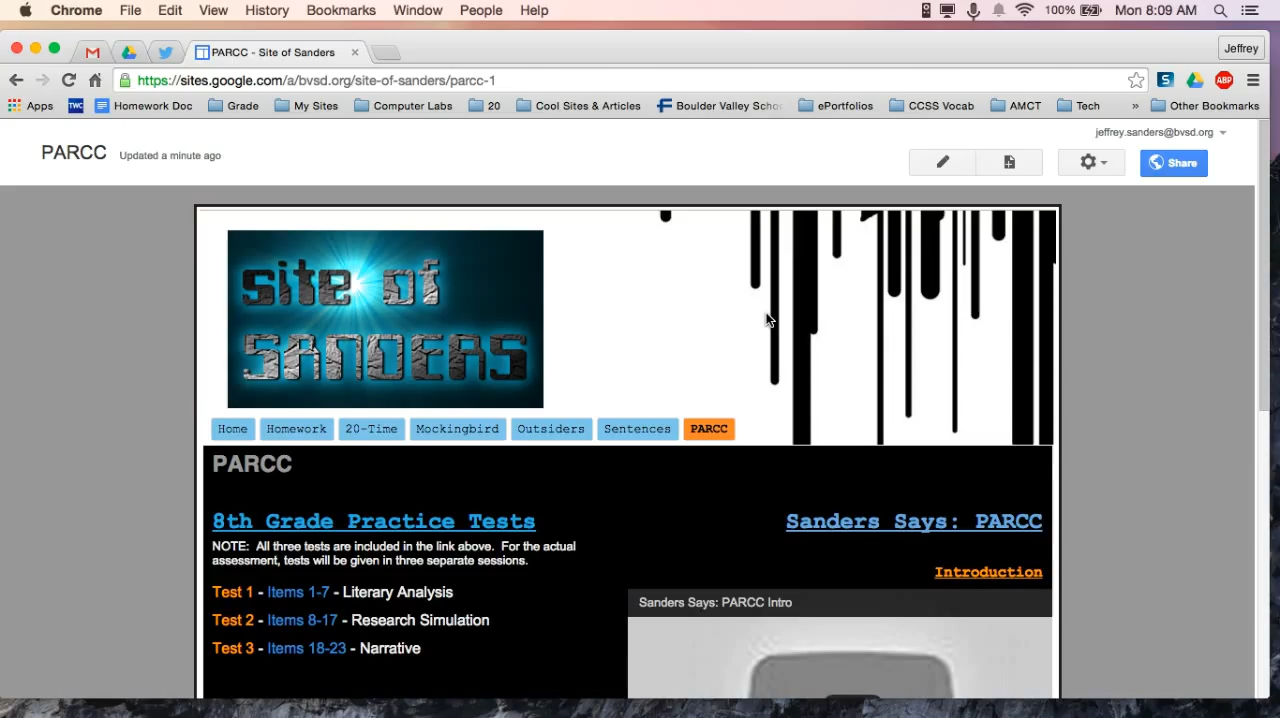 Chrome File Edit View History Bookmarks Window People Help 100% Mon 8:09 AM
PARCC - Site of Sanders Jeffrey
https://sites.google.com/a/bvsd.org/site-of-sanders/parcc-1
Apps TWC Homework Doc Grade My Sites Computer Labs 20 Cool Sites & Articles Boulder Valley Schoo ePortfolios CCSS Vocab AMCT Tech » Other Bookmarks
jeffrey.sanders@bvsd.org
PARCC Updated a minute ago Share
site of
SANDERS
Home Homework 20-Time Mockingbird Outsiders Sentences PARCC
PARCC
8th Grade Practice Tests
Sanders Says: PARCC
NOTE: All three tests are included in the link above. For the actual
assessment, tests will be given in three separate sessions.
Introduction
Test 1 - Items 1-7 - Literary Analysis
Sanders Says: PARCC Intro
Test 2 - Items 8-17 - Research Simulation
Test 3 - Items 18-23 - Narrative